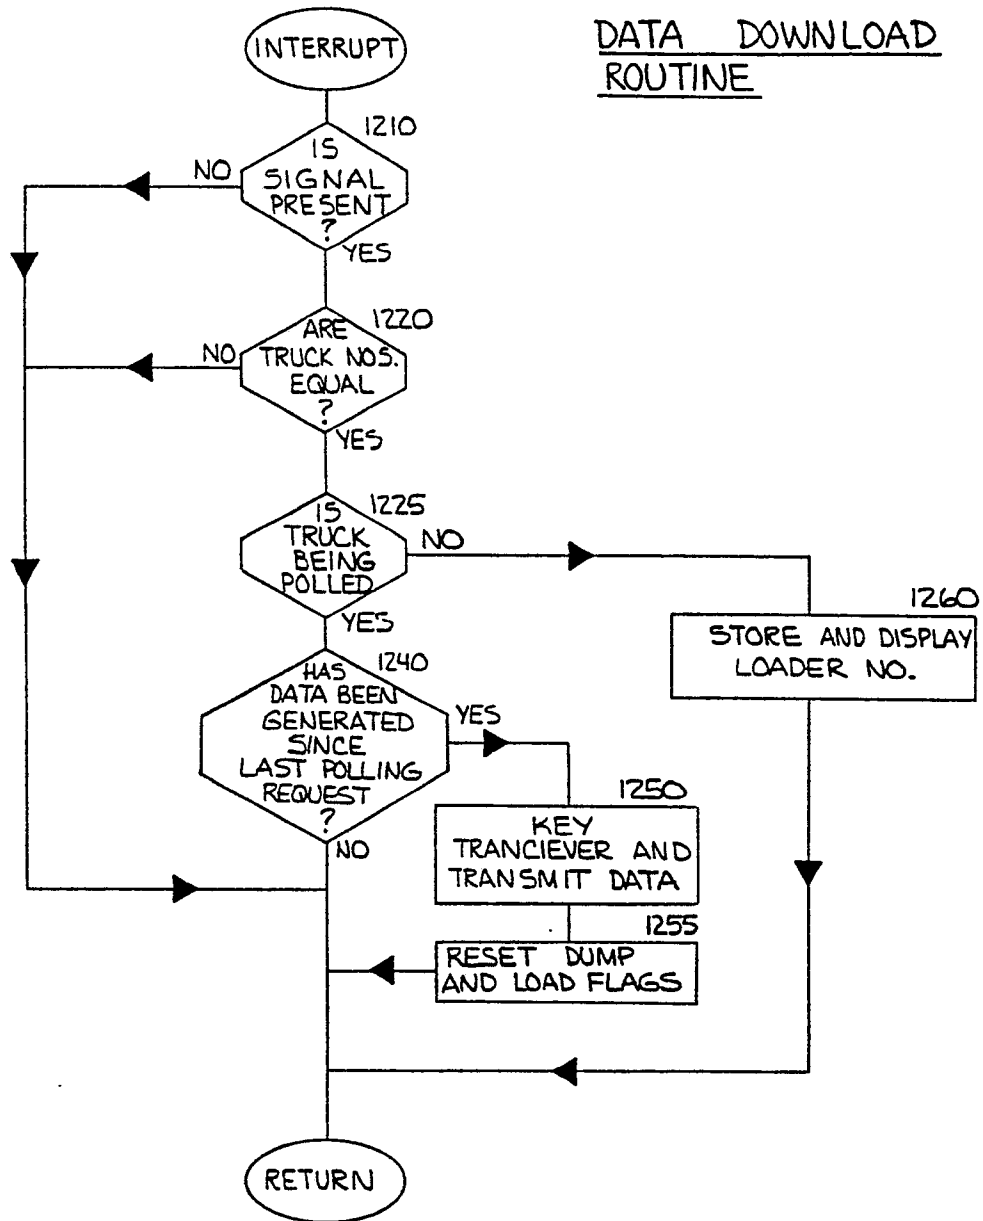 DATA DOWNLOAD
ROUTINE
INTERRUPT
1210
IS
SIGNAL
PRESENT
?
NO
YES
1220
ARE
TRUCK NOS.
EQUAL
?
NO
YES
1225
IS
TRUCK
BEING
POLLED
NO
YES
1260
STORE AND DISPLAY
LOADER NO.
1240
HAS
DATA BEEN
GENERATED
SINCE
LAST POLLING
REQUEST
?
YES
NO
1250
KEY
TRANCIEVER AND
TRANSMIT DATA
1255
RESET DUMP
AND LOAD FLAGS
RETURN